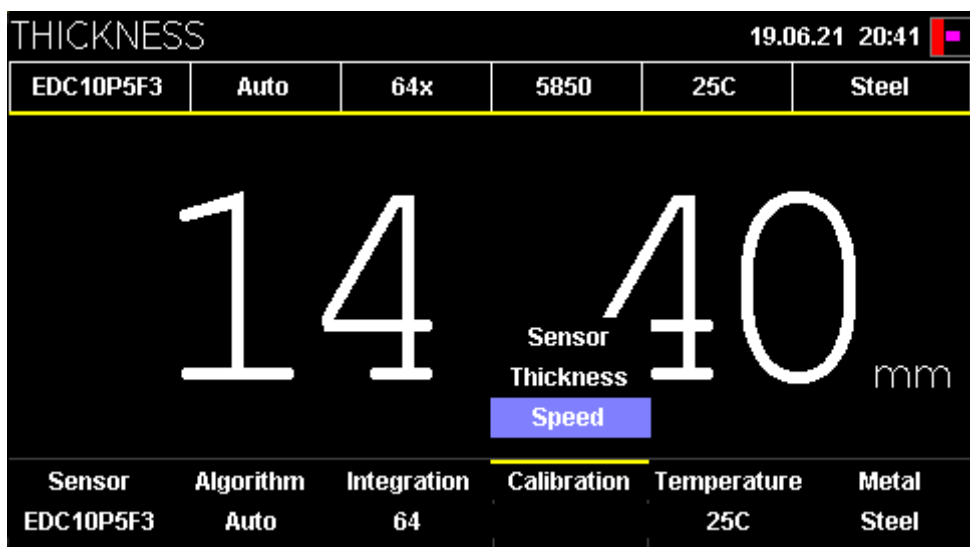 THICKNESS 19.06.21 20:41
EDC10P5F3 Auto 64x 5850 25C Steel
14 40 mm
Sensor
Thickness
Speed
Sensor Algorithm Integration Calibration Temperature Metal
EDC10P5F3 Auto 64 25C Steel